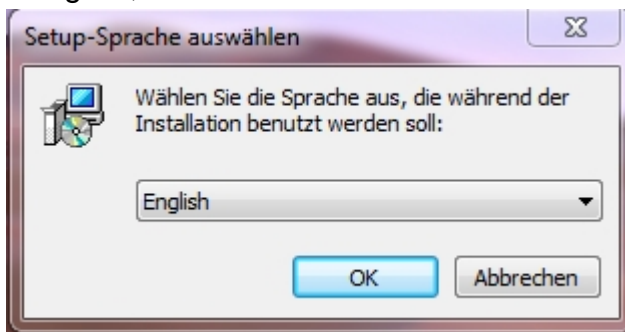 Setup-Sprache auswählen
Wählen Sie die Sprache aus, die während der
Installation benutzt werden soll:
English
OK
Abbrechen